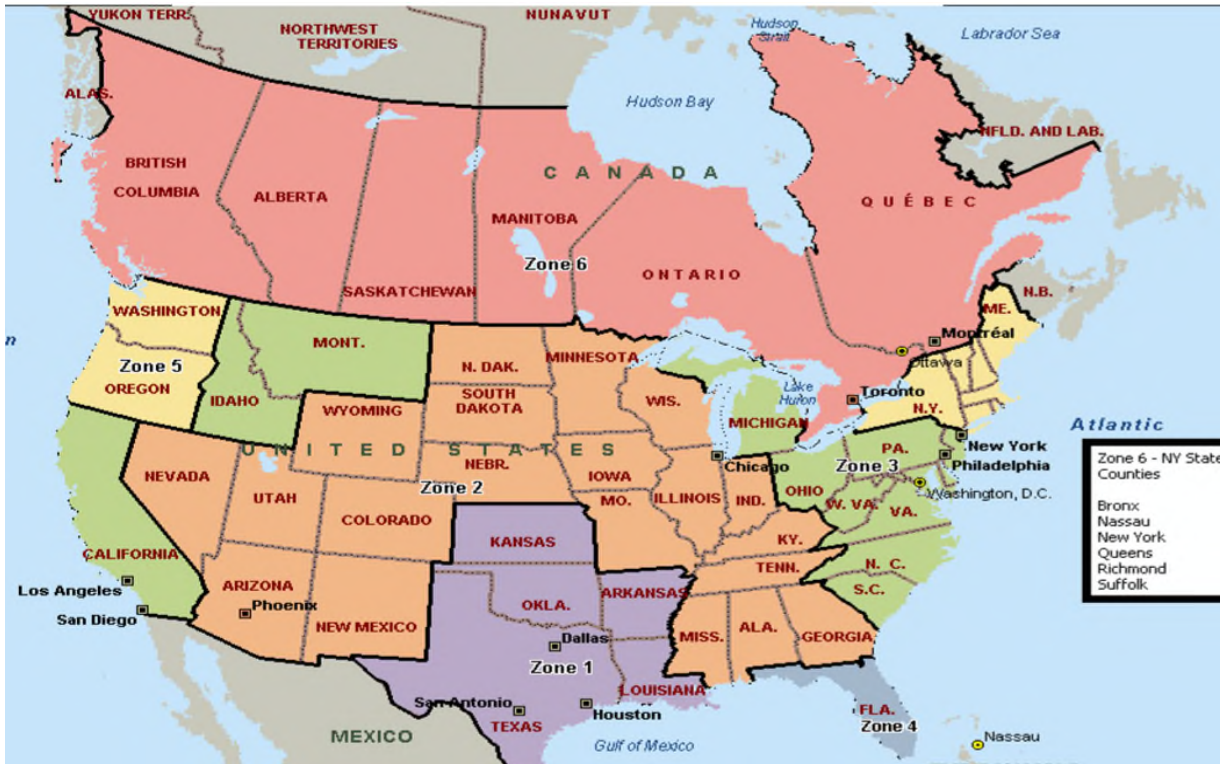 YUKON TERR.
NORTHWEST
TERRITORIES
NUNAVUT
Hudson
Strait
Labrador Sea
ALAS.
Hudson Bay
NFLD. AND LAB.
BRITISH
COLUMBIA
ALBERTA
CANADA
MANITOBA
QUÉBEC
Zone 6
ONTARIO
SASKATCHEWAN
N.B.
WASHINGTON
ME.
n
MONT.
Montréal
Ottawa
Zone 5
OREGON
N. DAK.
MINNESOTA
IDAHO
WYOMING
SOUTH
DAKOTA
WIS.
Lake
Huron
Toronto
N.Y.
MICHIGAN
Atlantic
UNITED STATES
New York
NEVADA
UTAH
NEBR.
IOWA
Chicago
PA.
Philadelphia
Zone 2
Zone 3
OHIO
Washington, D.C.
COLORADO
MO.
ILLINOIS
IND.
W. VA.
VA.
CALIFORNIA
KANSAS
KY.
Los Angeles
ARIZONA
Phoenix
OKLA.
ARKANSAS
TENN.
N. C.
S.C.
San Diego
NEW MEXICO
Dallas
MISS.
ALA.
GEORGIA
Zone 1
LOUISIANA
San Antonio
Houston
TEXAS
FLA.
Zone 4
MEXICO
Gulf of Mexico
Nassau
Zone 6 - NY State
Counties
Bronx
Nassau
New York
Queens
Richmond
Suffolk